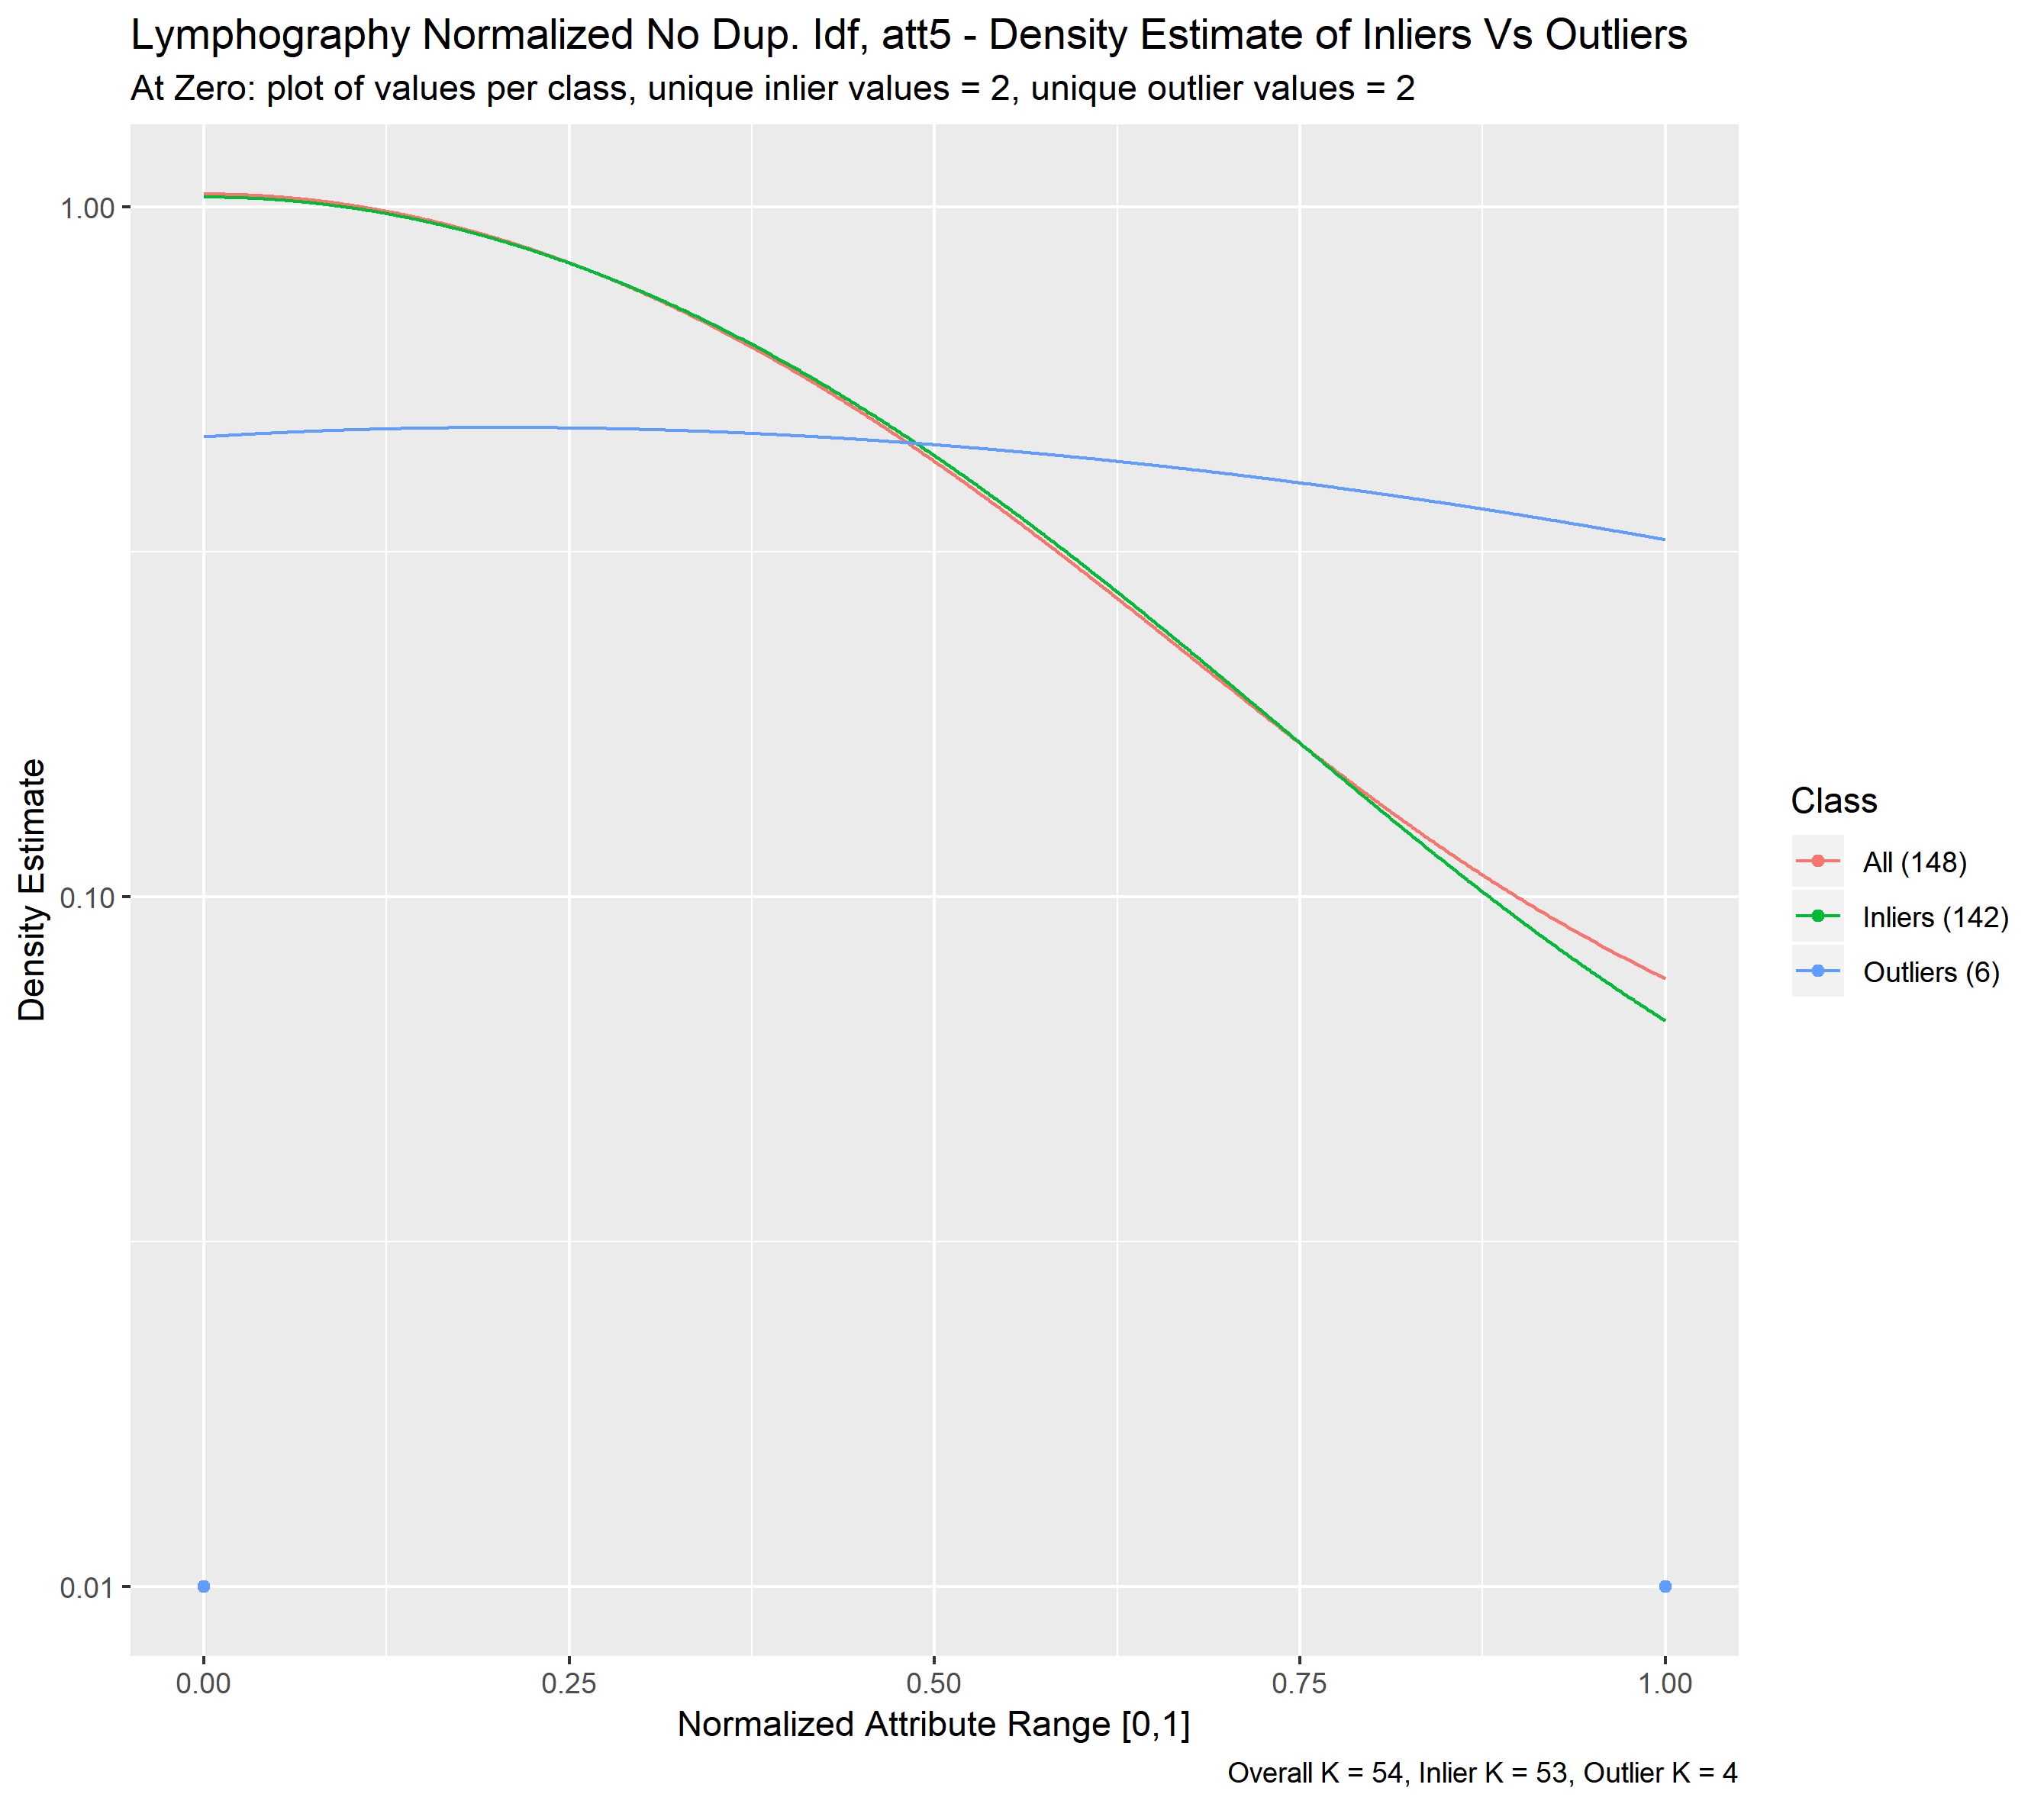 Lymphography Normalized No Dup. Idf, att5 - Density Estimate of Inliers Vs Outliers
At Zero: plot of values per class, unique inlier values = 2, unique outlier values = 2
Density Estimate
1.00
0.10
0.01
0.00 0.25 0.50 0.75 1.00
Normalized Attribute Range [0,1]
Class
All (148)
Inliers (142)
Outliers (6)
Overall K = 54, Inlier K = 53, Outlier K = 4